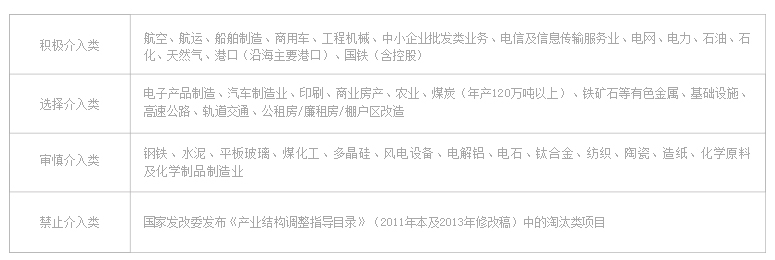 积极介入类
航空、航运、船舶制造、商用车、工程机械、中小企业批发类业务、电信及信息传输服务业、电网、电力、石油、石
化、天然气、港口（沿海主要港口）、国铁（含控股）
选择介入类
电子产品制造、汽车制造业、印刷、商业房产、农业、煤炭（年产120万吨以上）、铁矿石等有色金属、基础设施、
高速公路、轨道交通、公租房/廉租房/棚户区改造
审慎介入类
钢铁、水泥、平板玻璃、煤化工、多晶硅、风电设备、电解铝、电石、钛合金、纺织、陶瓷、造纸、化学原料
及化学制品制造业
禁止介入类
国家发改委发布《产业结构调整指导目录》（2011年本及2013年修改稿）中的淘汰类项目